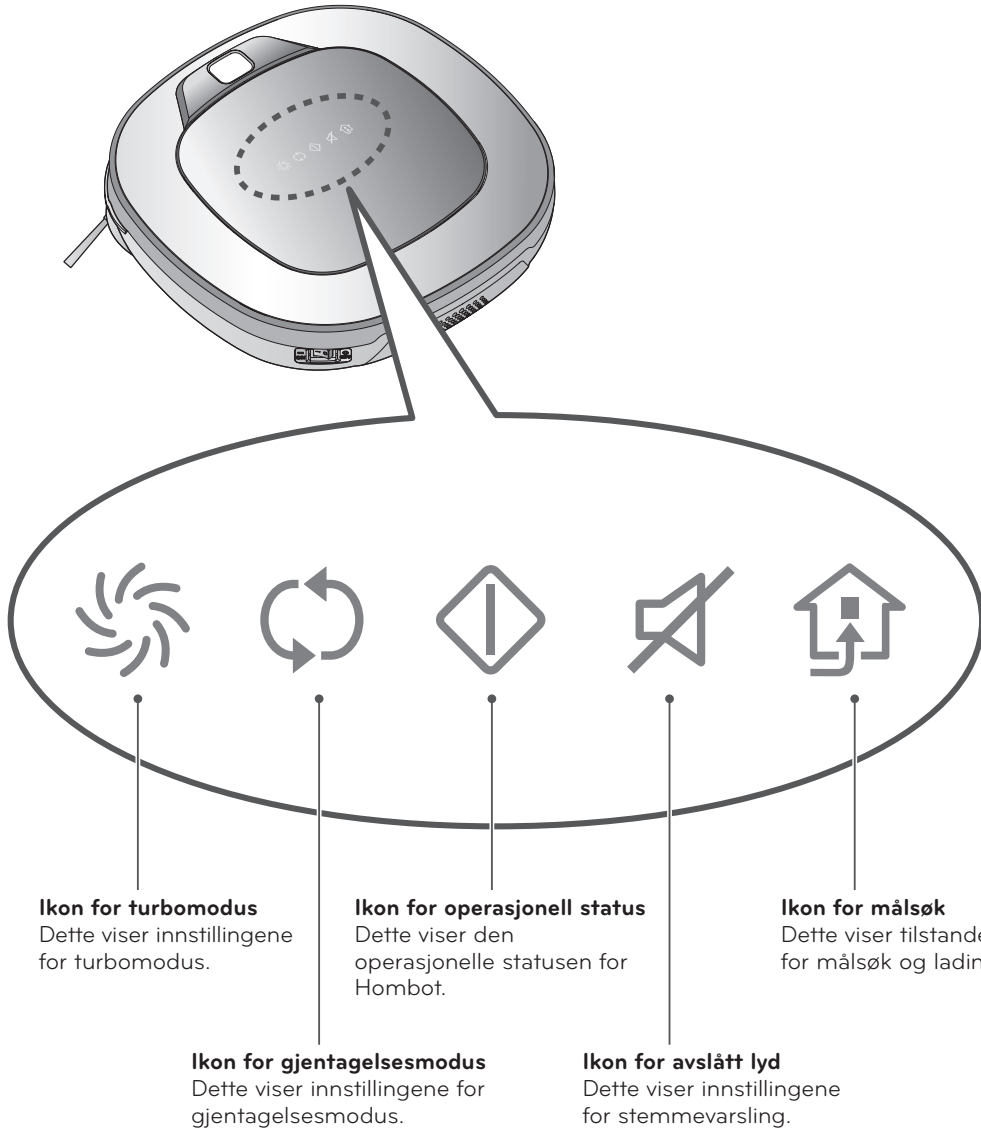 Ikon for turbomodus
Dette viser innstillingene
for turbomodus.
Ikon for operasjonell status
Dette viser den
operasjonelle statusen for
Hombot.
Ikon for målsøk
Dette viser
for målsøk og
Ikon for gjentagelsesmodus
Dette viser innstillingene for
gjentagelsesmodus.
Ikon for avslått lyd
Dette viser innstillingene
for stemmevarsling.